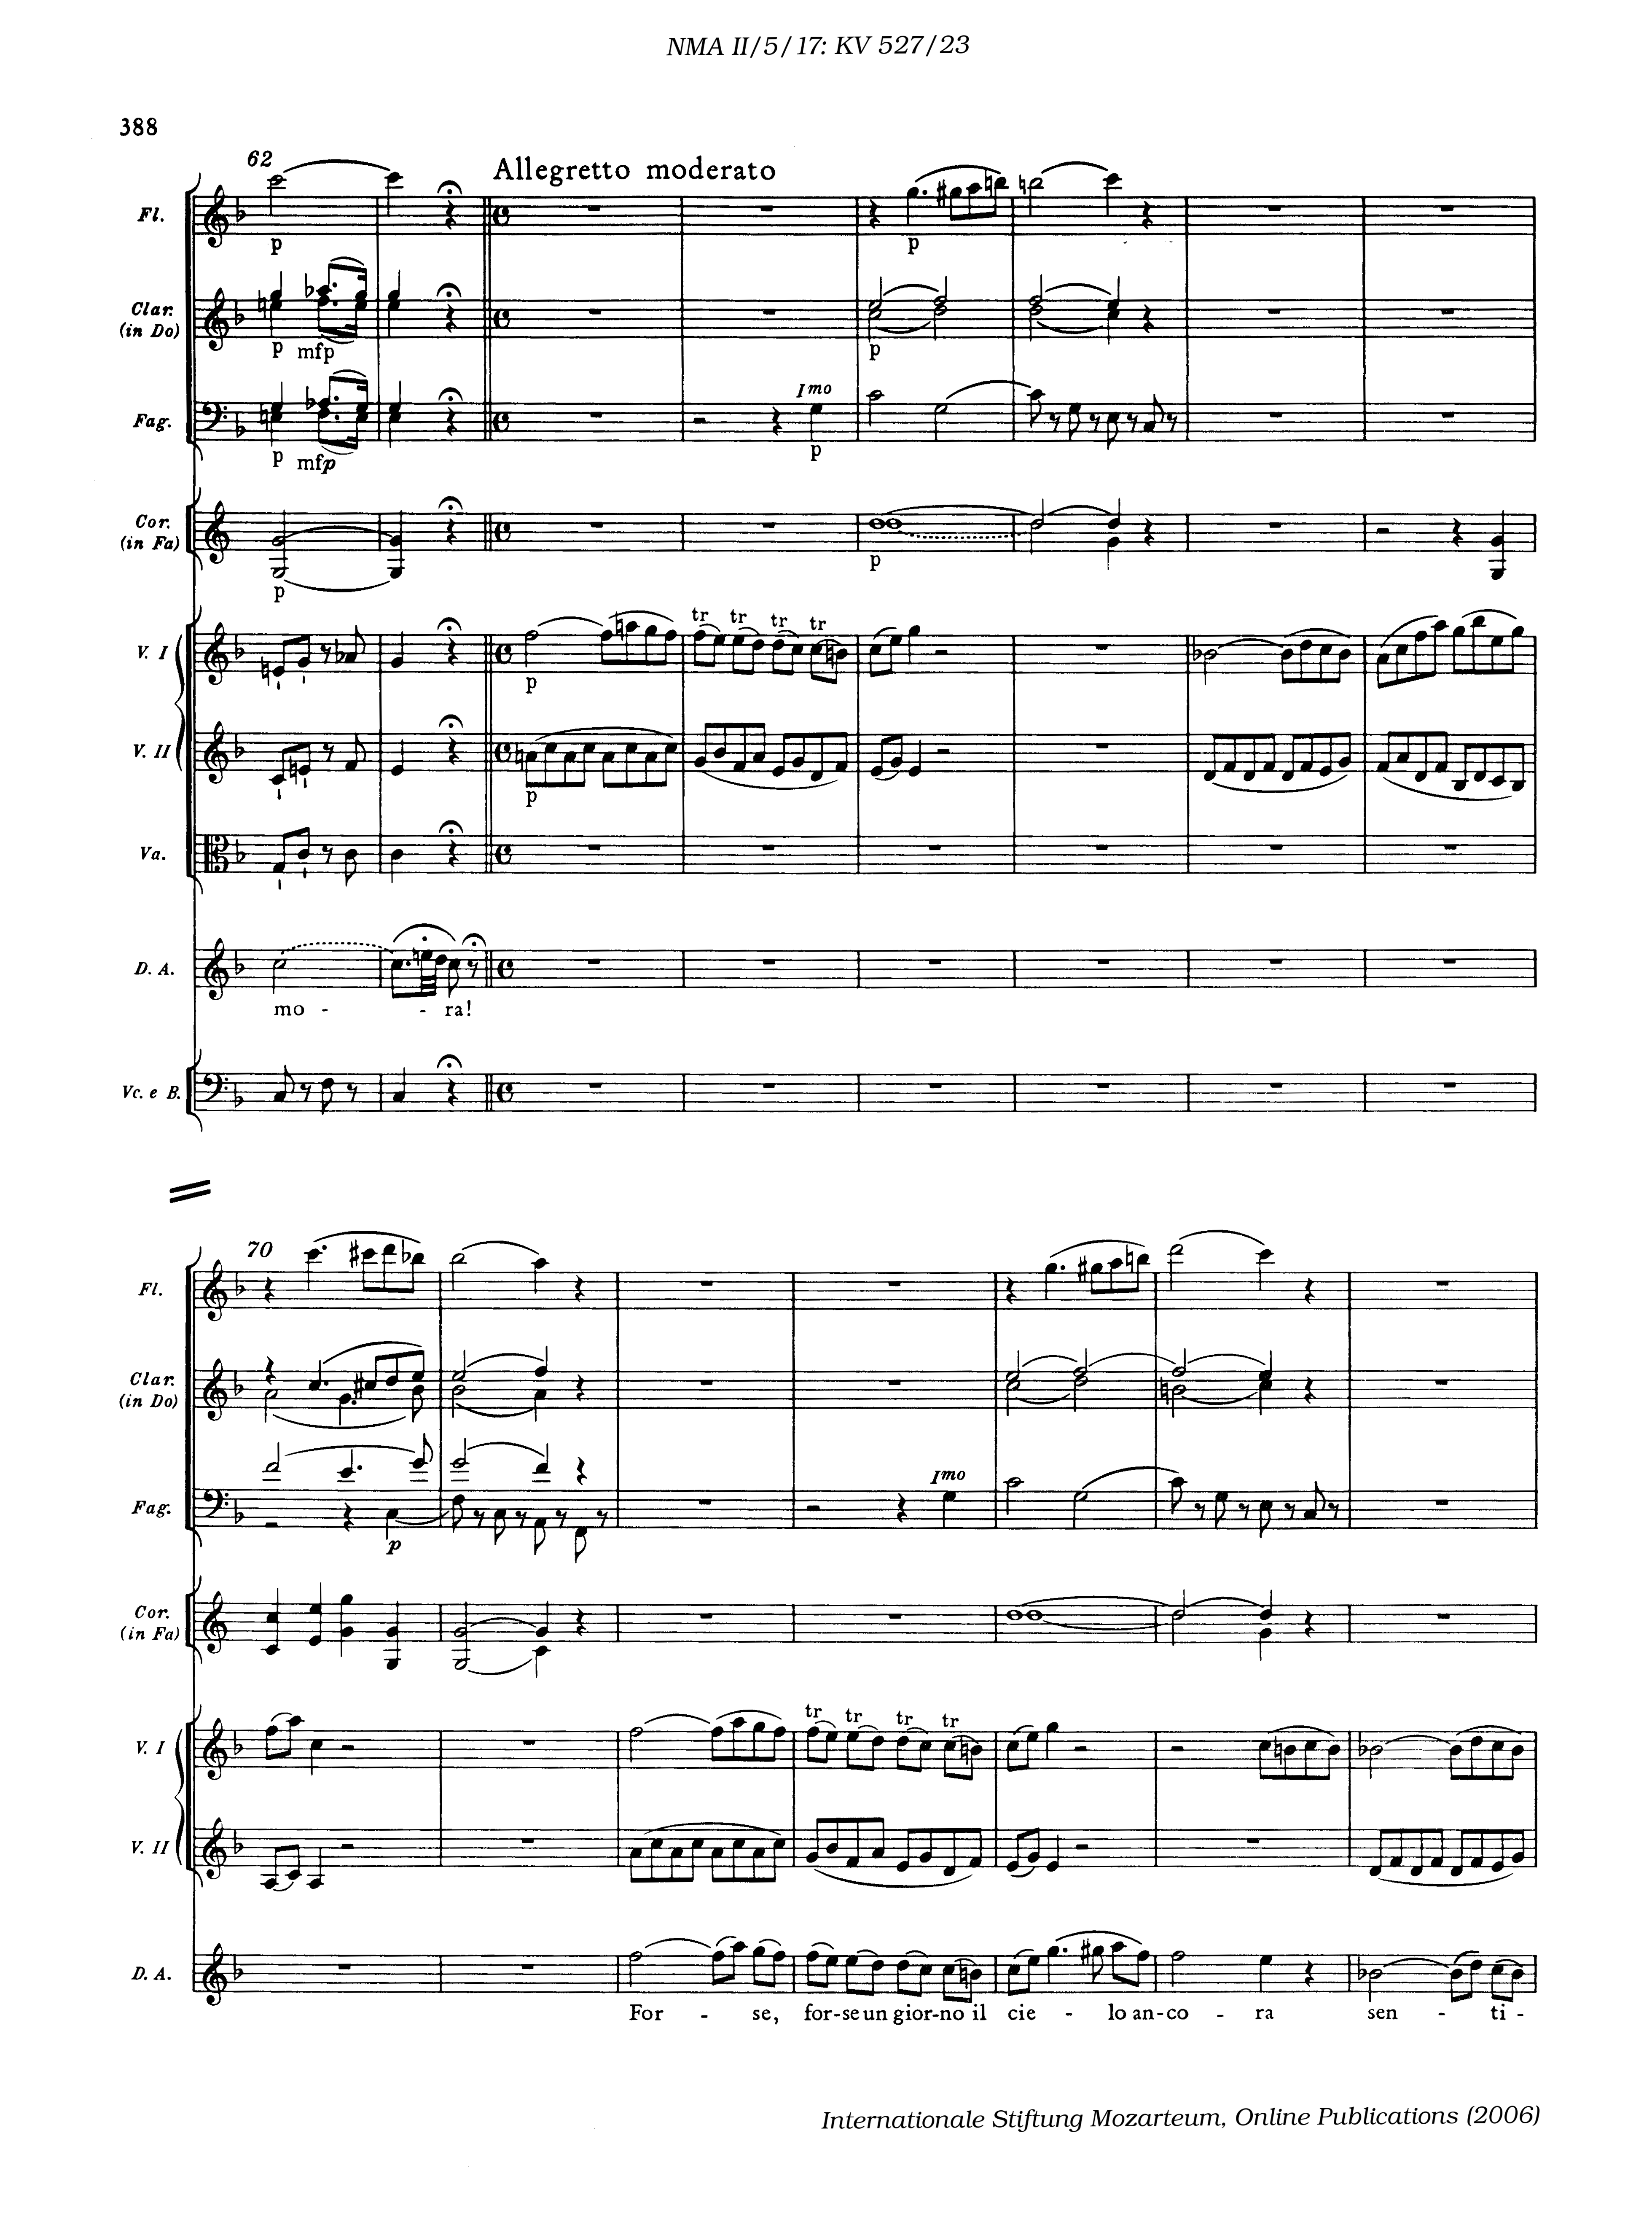 NMA II/5/17: KV 527/23
388
62
Allegretto moderato
Fl.
p
p
Clar.
(in Do)
p mfp
p
Imo
Fag.
p mfp
p
Cor.
(in Fa)
p
p
tr tr tr tr
V. I
p
V. II
p
Va.
D. A.
mo - - ra!
Vc. e B.
70
Fl.
Clar.
(in Do)
Imo
Fag.
p
Cor.
(in Fa)
tr tr tr tr
V. I
V. II
D. A.
For - se, for-se un gior-no il cie - lo an-co - ra sen - ti -
Internationale Stiftung Mozarteum, Online Publications (2006)